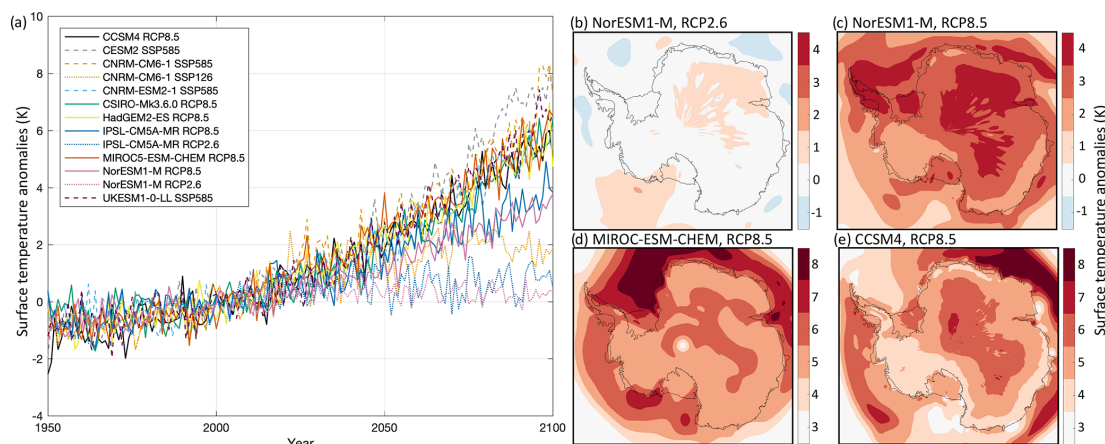 (a)
CCSM4 RCP8.5
CESM2 SSP585
CNRM-CM6-1 SSP585
CNRM-CM6-1 SSP126
CNRM-ESM2-1 SSP585
CSIRO-Mk3.6.0 RCP8.5
HadGEM2-ES RCP8.5
IPSL-CM5A-MR RCP8.5
IPSL-CM5A-MR RCP2.6
MIROC5-ESM-CHEM RCP8.5
NorESM1-M RCP8.5
NorESM1-M RCP2.6
UKESM1-0-LL SSP585
Surface temperature anomalies (K)
10
8
6
4
2
0
-2
-4
1950
2000
2050
2100
Year
(b) NorESM1-M, RCP2.6
4
3
2
1
0
-1
(c) NorESM1-M, RCP8.5
4
3
2
1
0
-1
(d) MIROC-ESM-CHEM, RCP8.5
8
7
6
5
4
3
(e) CCSM4, RCP8.5
8
7
6
5
4
3
Surface temperature anomalies (K)